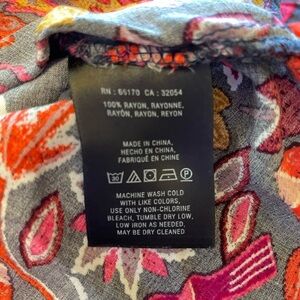 RN : 66170 CA : 32054
100% RAYON, RAYONNE,
RAYÓN, RAYON, REYON
MADE IN CHINA,
HECHO EN CHINA,
FABRIQUÉ EN CHINE
30
MACHINE WASH COLD
WITH LIKE COLORS,
USE ONLY NON-CHLORINE
BLEACH, TUMBLE DRY LOW,
LOW IRON AS NEEDED,
MAY BE DRY CLEANED